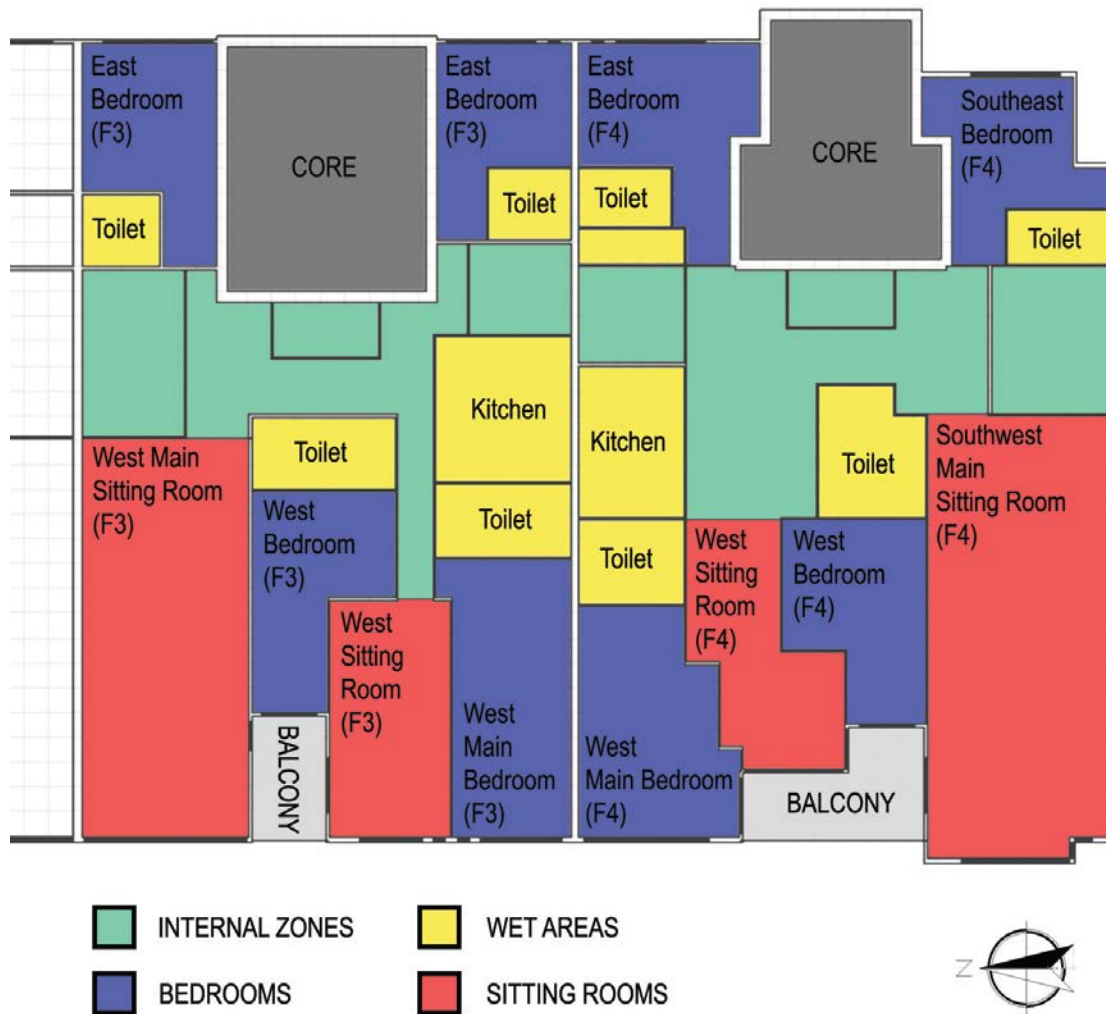 East
Bedroom
(F3)
CORE
East
Bedroom
(F3)
East
Bedroom
(F4)
CORE
Southeast
Bedroom
(F4)
Toilet
Toilet
Toilet
Toilet
Kitchen
Kitchen
Toilet
Toilet
Toilet
Toilet
West Main
Sitting Room
(F3)
West
Bedroom
(F3)
West
Sitting
Room
(F3)
West
Main
Bedroom
(F3)
West
Sitting
Room
(F4)
West
Bedroom
(F4)
Southwest
Main
Sitting Room
(F4)
West
Main Bedroom
(F4)
BALCONY
BALCONY
INTERNAL ZONES
WET AREAS
BEDROOMS
SITTING ROOMS
N